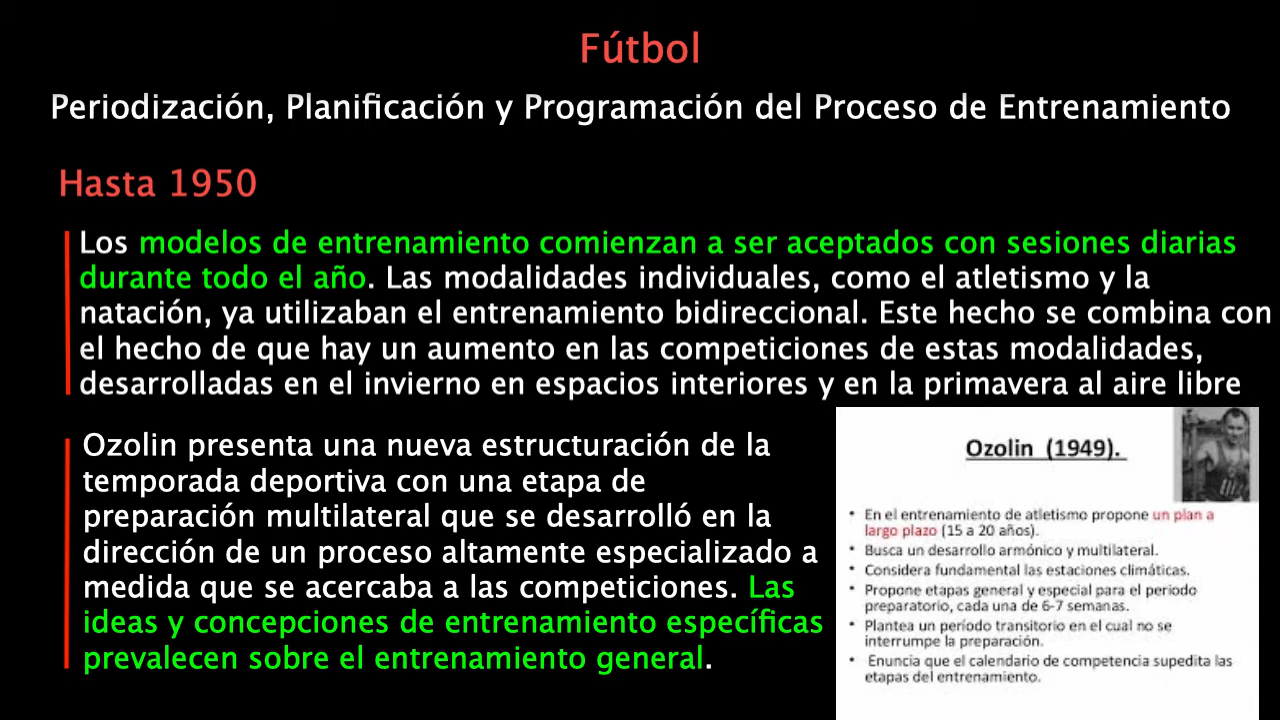 Fútbol
Periodización, Planificación y Programación del Proceso de Entrenamiento
Hasta 1950
Los modelos de entrenamiento comienzan a ser aceptados con sesiones diarias
durante todo el año. Las modalidades individuales, como el atletismo y la
natación, ya utilizaban el entrenamiento bidireccional. Este hecho se combina con
el hecho de que hay un aumento en las competiciones de estas modalidades,
desarrolladas en el invierno en espacios interiores y en la primavera al aire libre
Ozolin presenta una nueva estructuración de la
temporada deportiva con una etapa de
preparación multilateral que se desarrolló en la
dirección de un proceso altamente especializado a
medida que se acercaba a las competiciones. Las
ideas y concepciones de entrenamiento específicas
prevalecen sobre el entrenamiento general.
Ozolin (1949).
• En el entrenamiento de atletismo propone un plan a
largo plazo (15 a 20 años).
• Busca un desarrollo armónico y multilateral.
• Considera fundamental las estaciones climáticas.
• Propone etapas general y especial para el periodo
preparatorio, cada una de 6-7 semanas.
• Plantea un período transitorio en el cual no se
interrumpe la preparación.
• Enuncia que el calendario de competencia supedita las
etapas del entrenamiento.